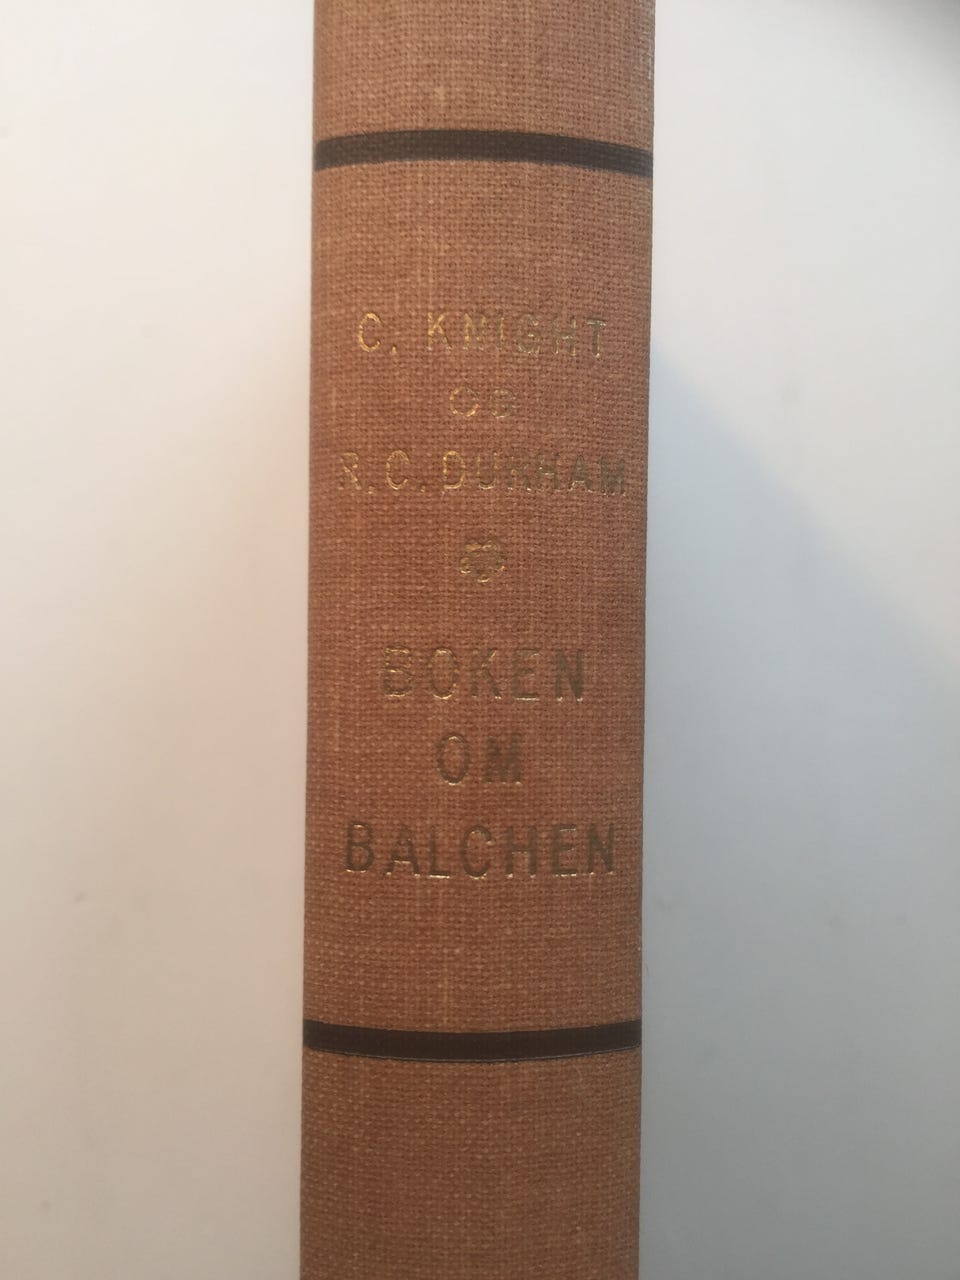 C. KNIGHT
OG
R.C. DURHAM
BOKEN
OM
BALCHEN